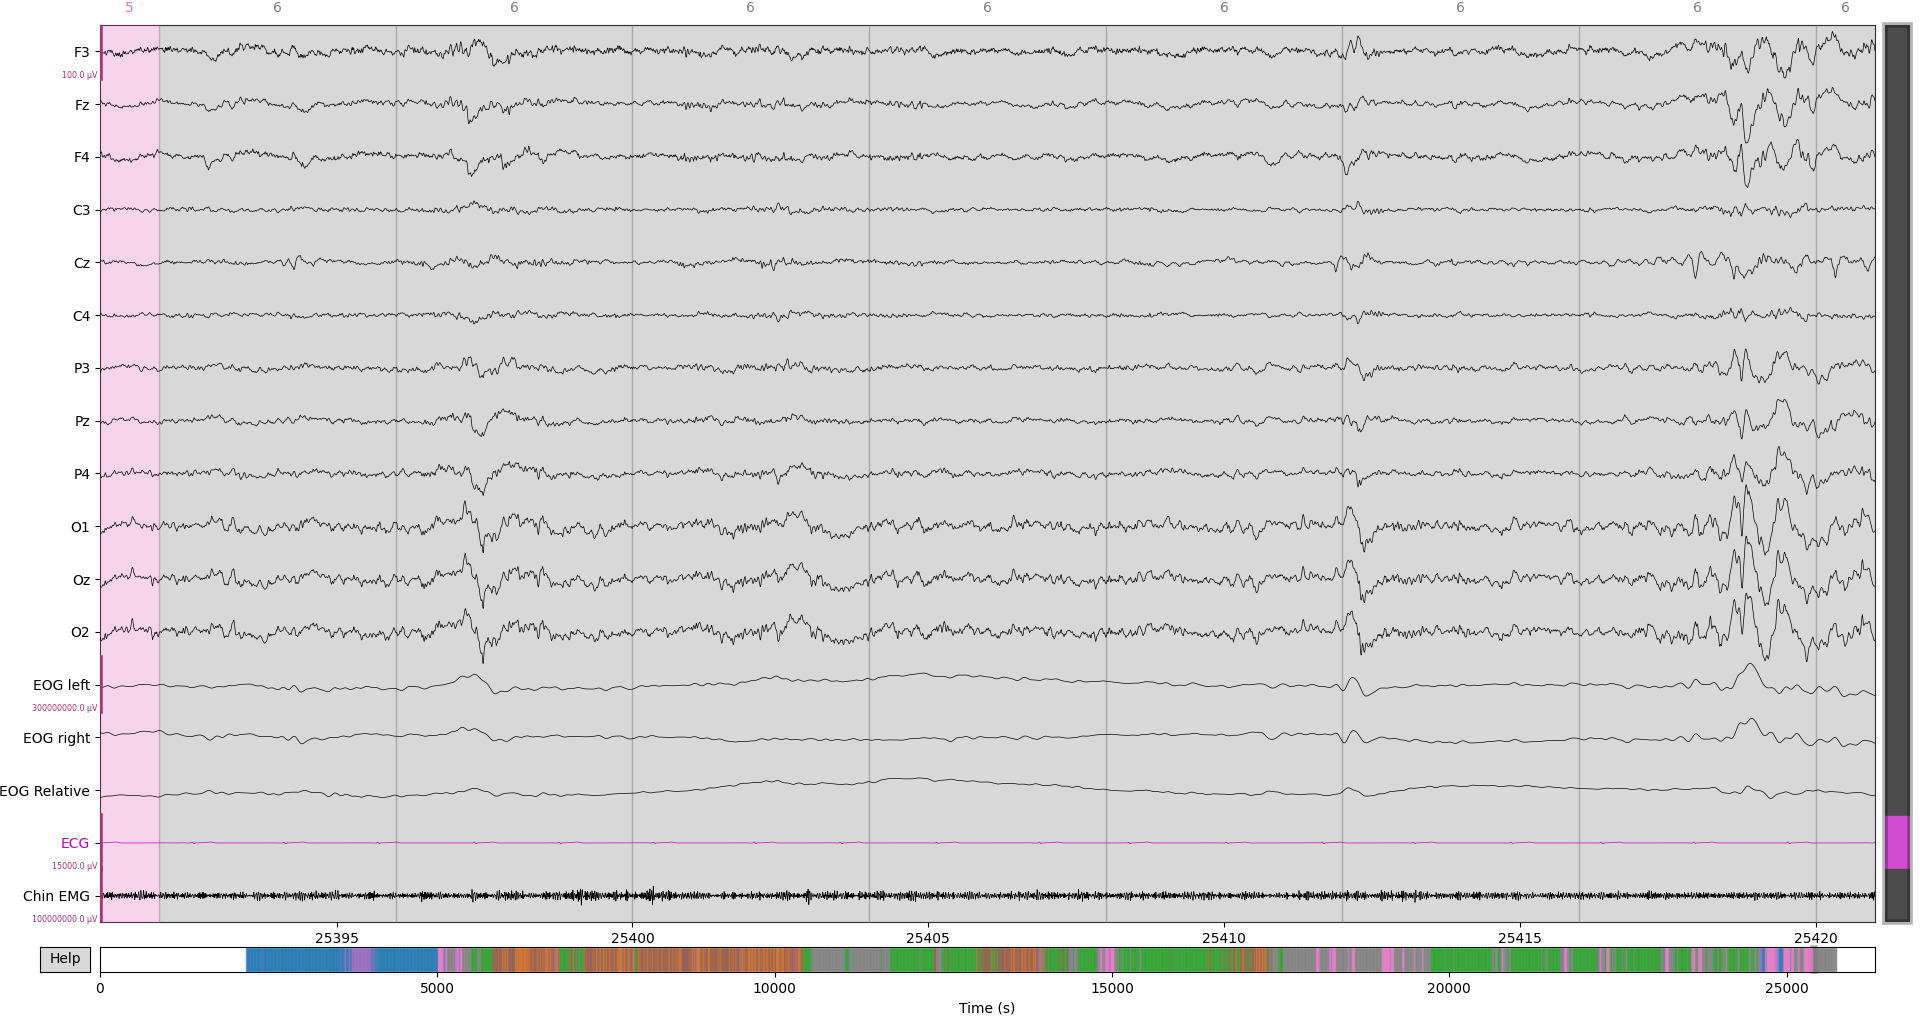 5 6 6 6 6 6 6 6 6
F3
100.0 µV
Fz
F4
C3
Cz
C4
P3
Pz
P4
O1
Oz
O2
EOG left
300000000.0 µV
EOG right
EOG Relative
ECG
15000.0 µV
Chin EMG
100000000.0 µV
25395 25400 25405 25410 25415 25420
Help
0 5000 10000 15000 20000 25000
Time (s)